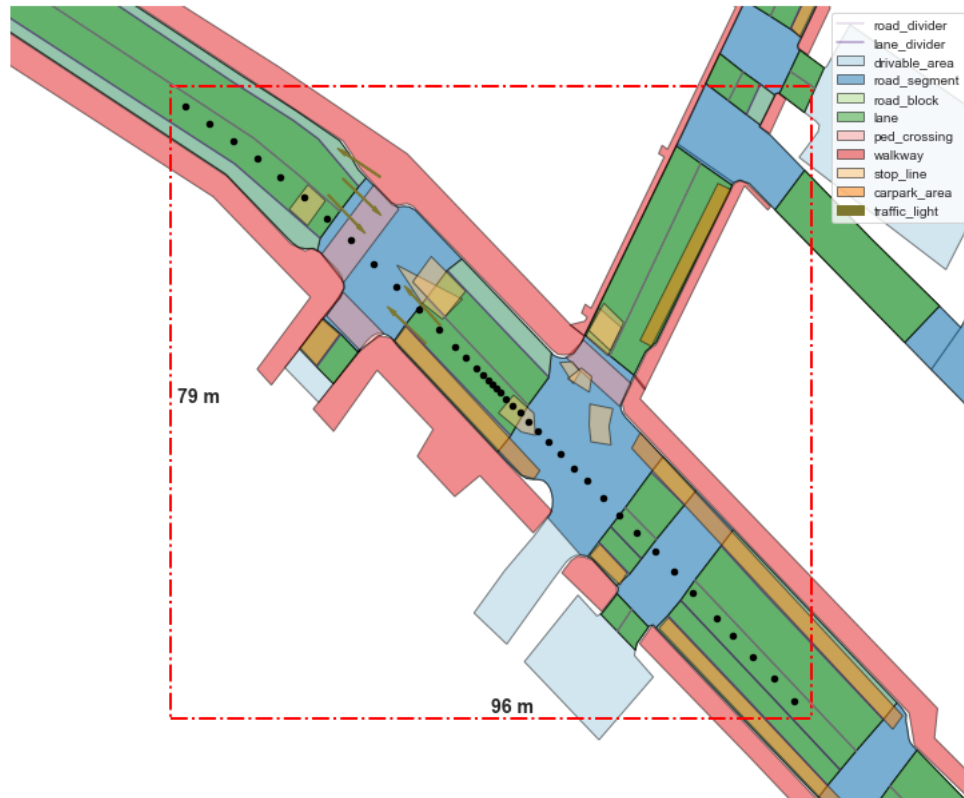 road_divider
lane_divider
drivable_area
road_segment
road_block
lane
ped_crossing
walkway
stop_line
carpark_area
traffic_light
79 m
96 m